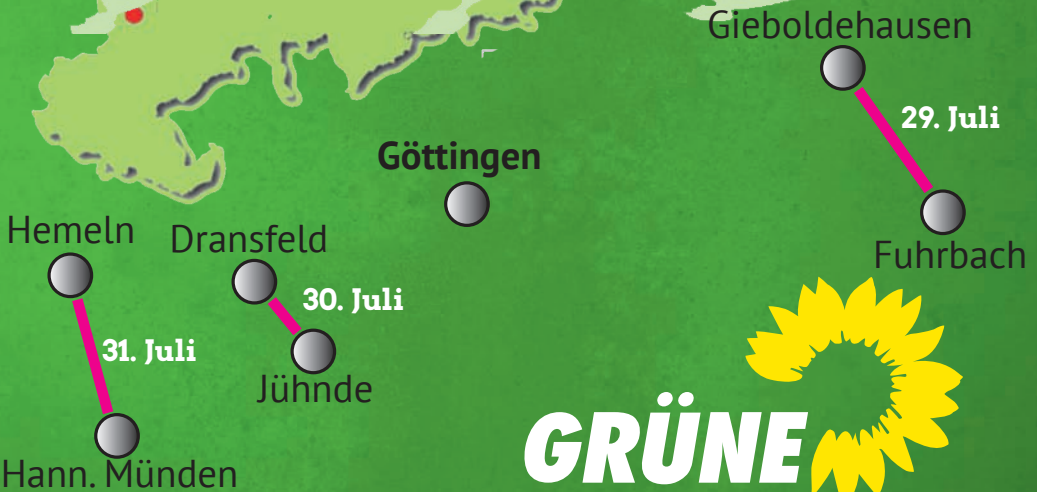 Gieboldehausen
29. Juli
Göttingen
Hemeln
Dransfeld
Fuhrbach
30. Juli
31. Juli
Jühnde
GRÜNE
Hann. Münden